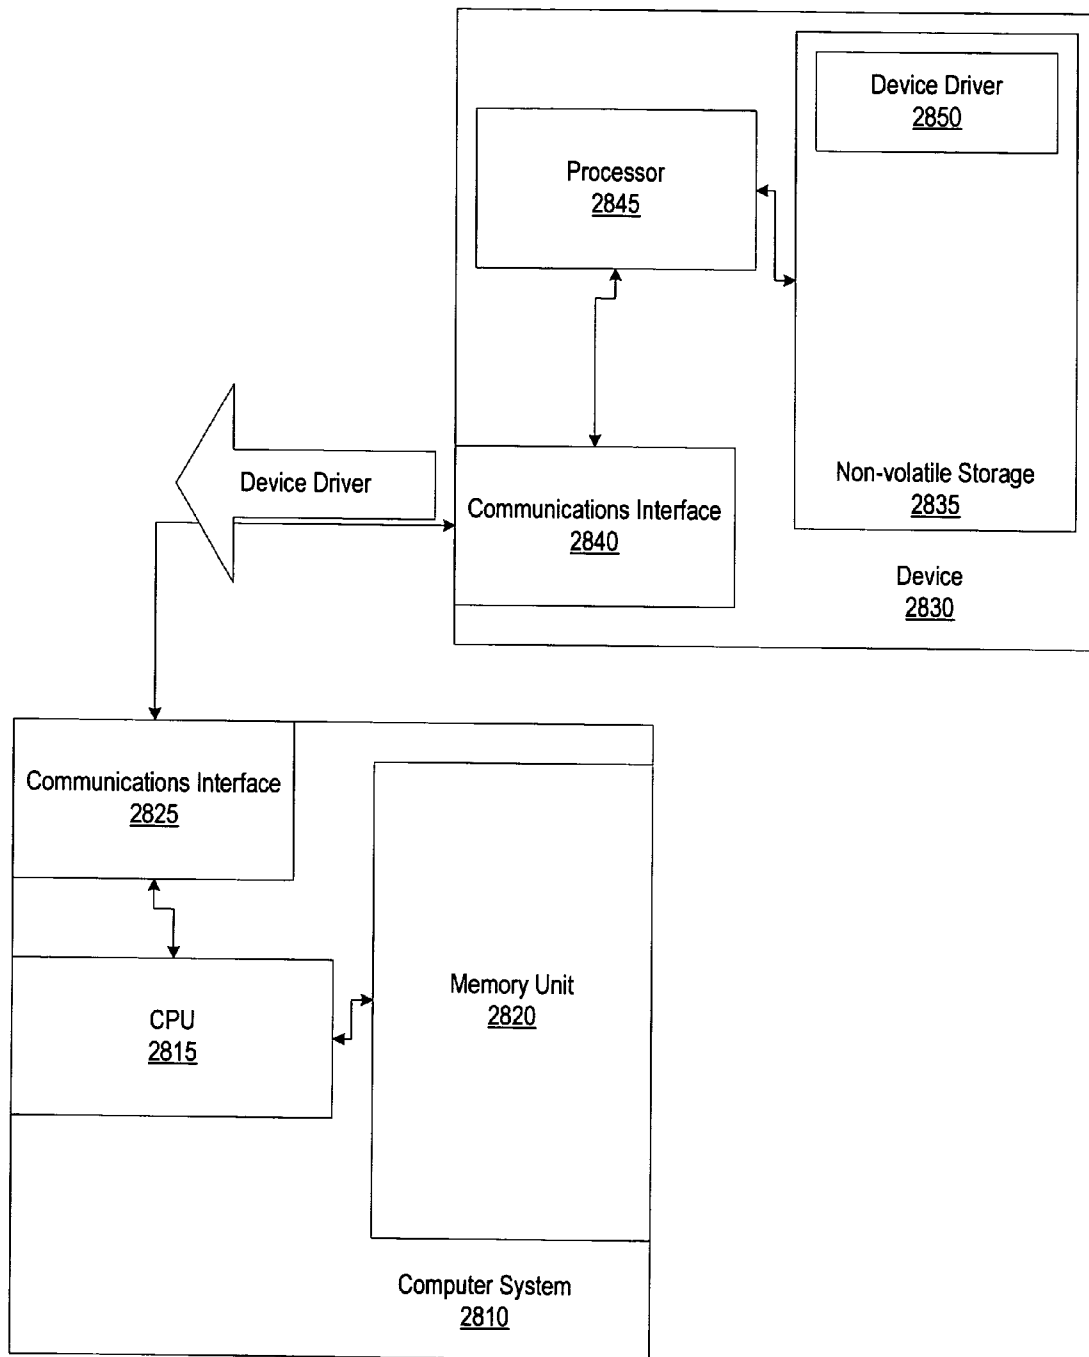 Device Driver
2850
Processor
2845
Device Driver
Non-volatile Storage
2835
Communications Interface
2840
Device
2830
Communications Interface
2825
Memory Unit
2820
CPU
2815
Computer System
2810